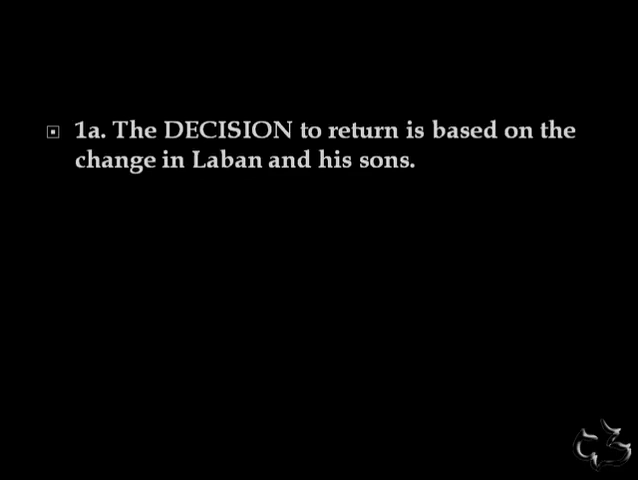 1a. The DECISION to return is based on the
change in Laban and his sons.